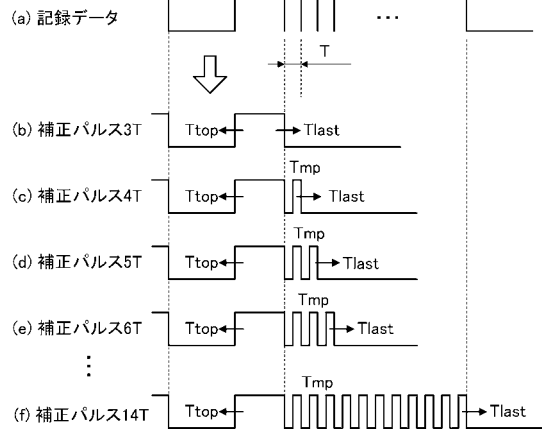 (a) 記録データ
...
T
(b) 補正パルス3T Ttop Tlast
Tmp
(c) 補正パルス4T Ttop Tlast
Tmp
(d) 補正パルス5T Ttop Tlast
Tmp
(e) 補正パルス6T Ttop Tlast
...
Tmp
(f) 補正パルス14T Ttop Tlast